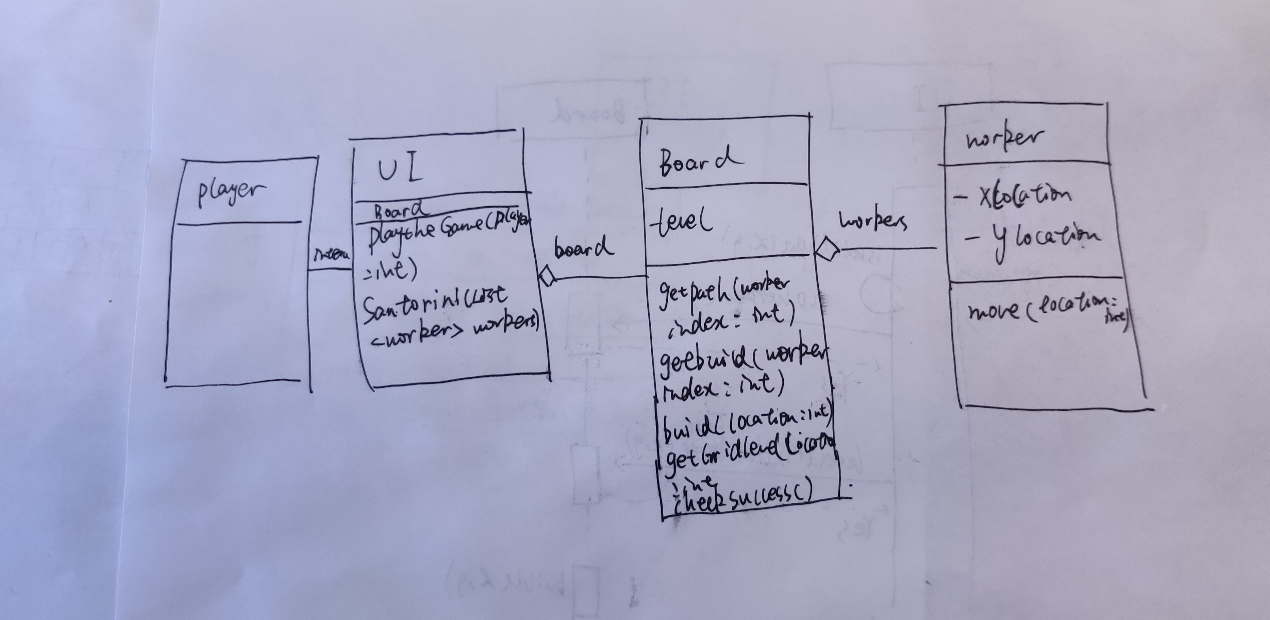 player
UI
Board
playtheGame(player
:int)
Santorini(List
<worker> workers)
board
Board
-level
getpath(worker
index: int)
getbuild(worker
index: int)
build(location:int)
getGridlevel(
: int
checksuccess()
workers
worker
- Xlocation
- Ylocation
move(location:
int)